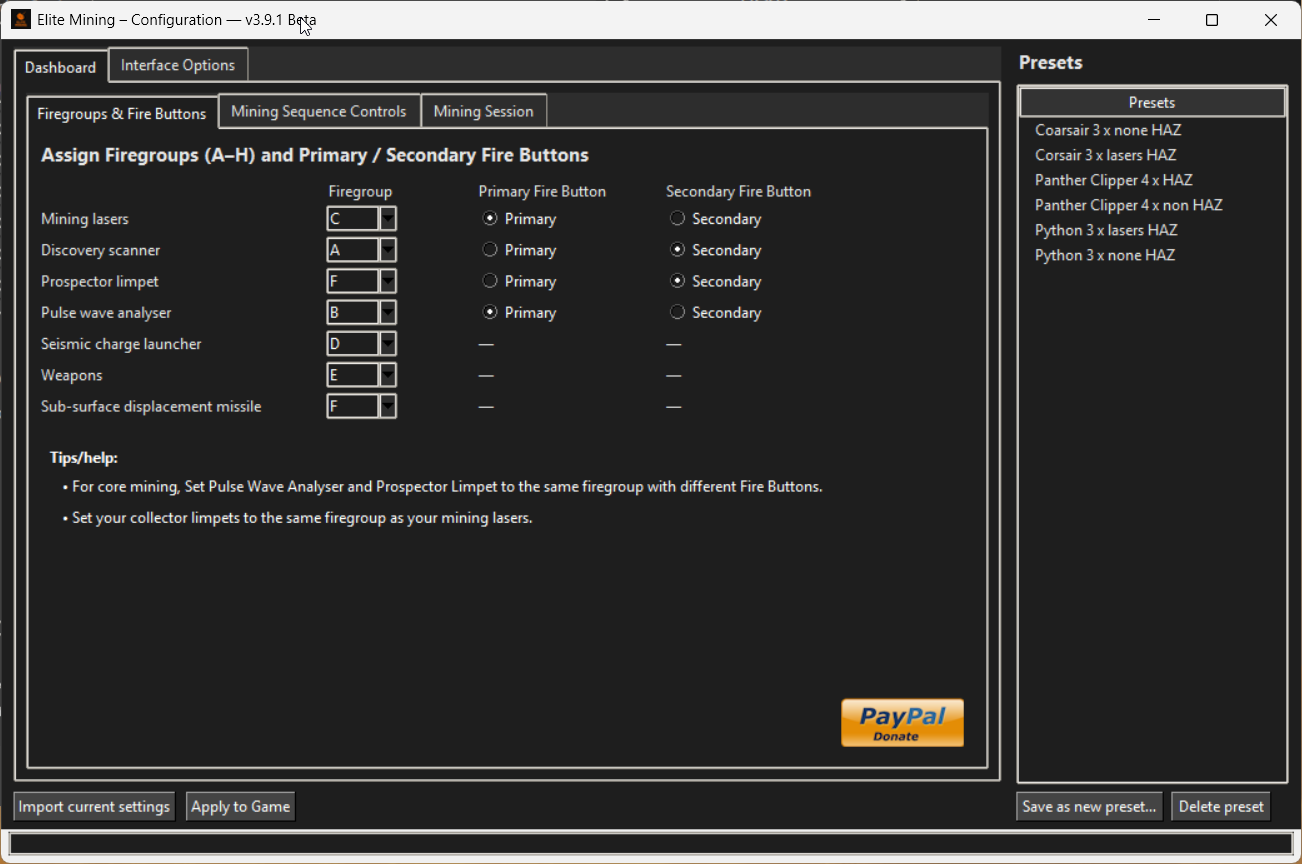 Elite Mining – Configuration — v3.9.1 Beta
Dashboard
Interface Options
Presets
Firegroups & Fire Buttons
Mining Sequence Controls
Mining Session
Presets
Assign Firegroups (A–H) and Primary / Secondary Fire Buttons
Firegroup Primary Fire Button Secondary Fire Button
Mining lasers C Primary Secondary
Discovery scanner A Primary Secondary
Prospector limpet F Primary Secondary
Pulse wave analyser B Primary Secondary
Seismic charge launcher D — —
Weapons E — —
Sub-surface displacement missile F — —
Tips/help:
• For core mining, Set Pulse Wave Analyser and Prospector Limpet to the same firegroup with different Fire Buttons.
• Set your collector limpets to the same firegroup as your mining lasers.
PayPal
Donate
Coarsair 3 x none HAZ
Corsair 3 x lasers HAZ
Panther Clipper 4 x HAZ
Panther Clipper 4 x non HAZ
Python 3 x lasers HAZ
Python 3 x none HAZ
Import current settings
Apply to Game
Save as new preset...
Delete preset